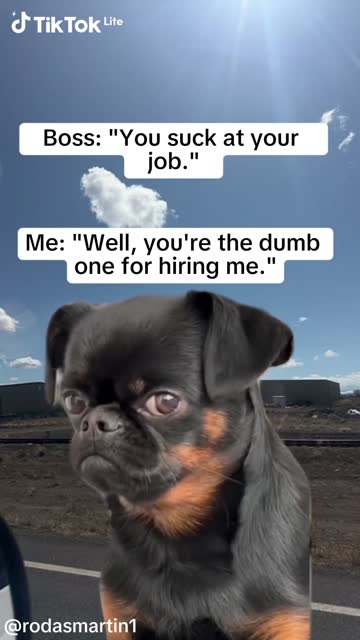 TikTok Lite
Boss: "You suck at your
job."
Me: "Well, you're the dumb
one for hiring me."
@rodasmartin1